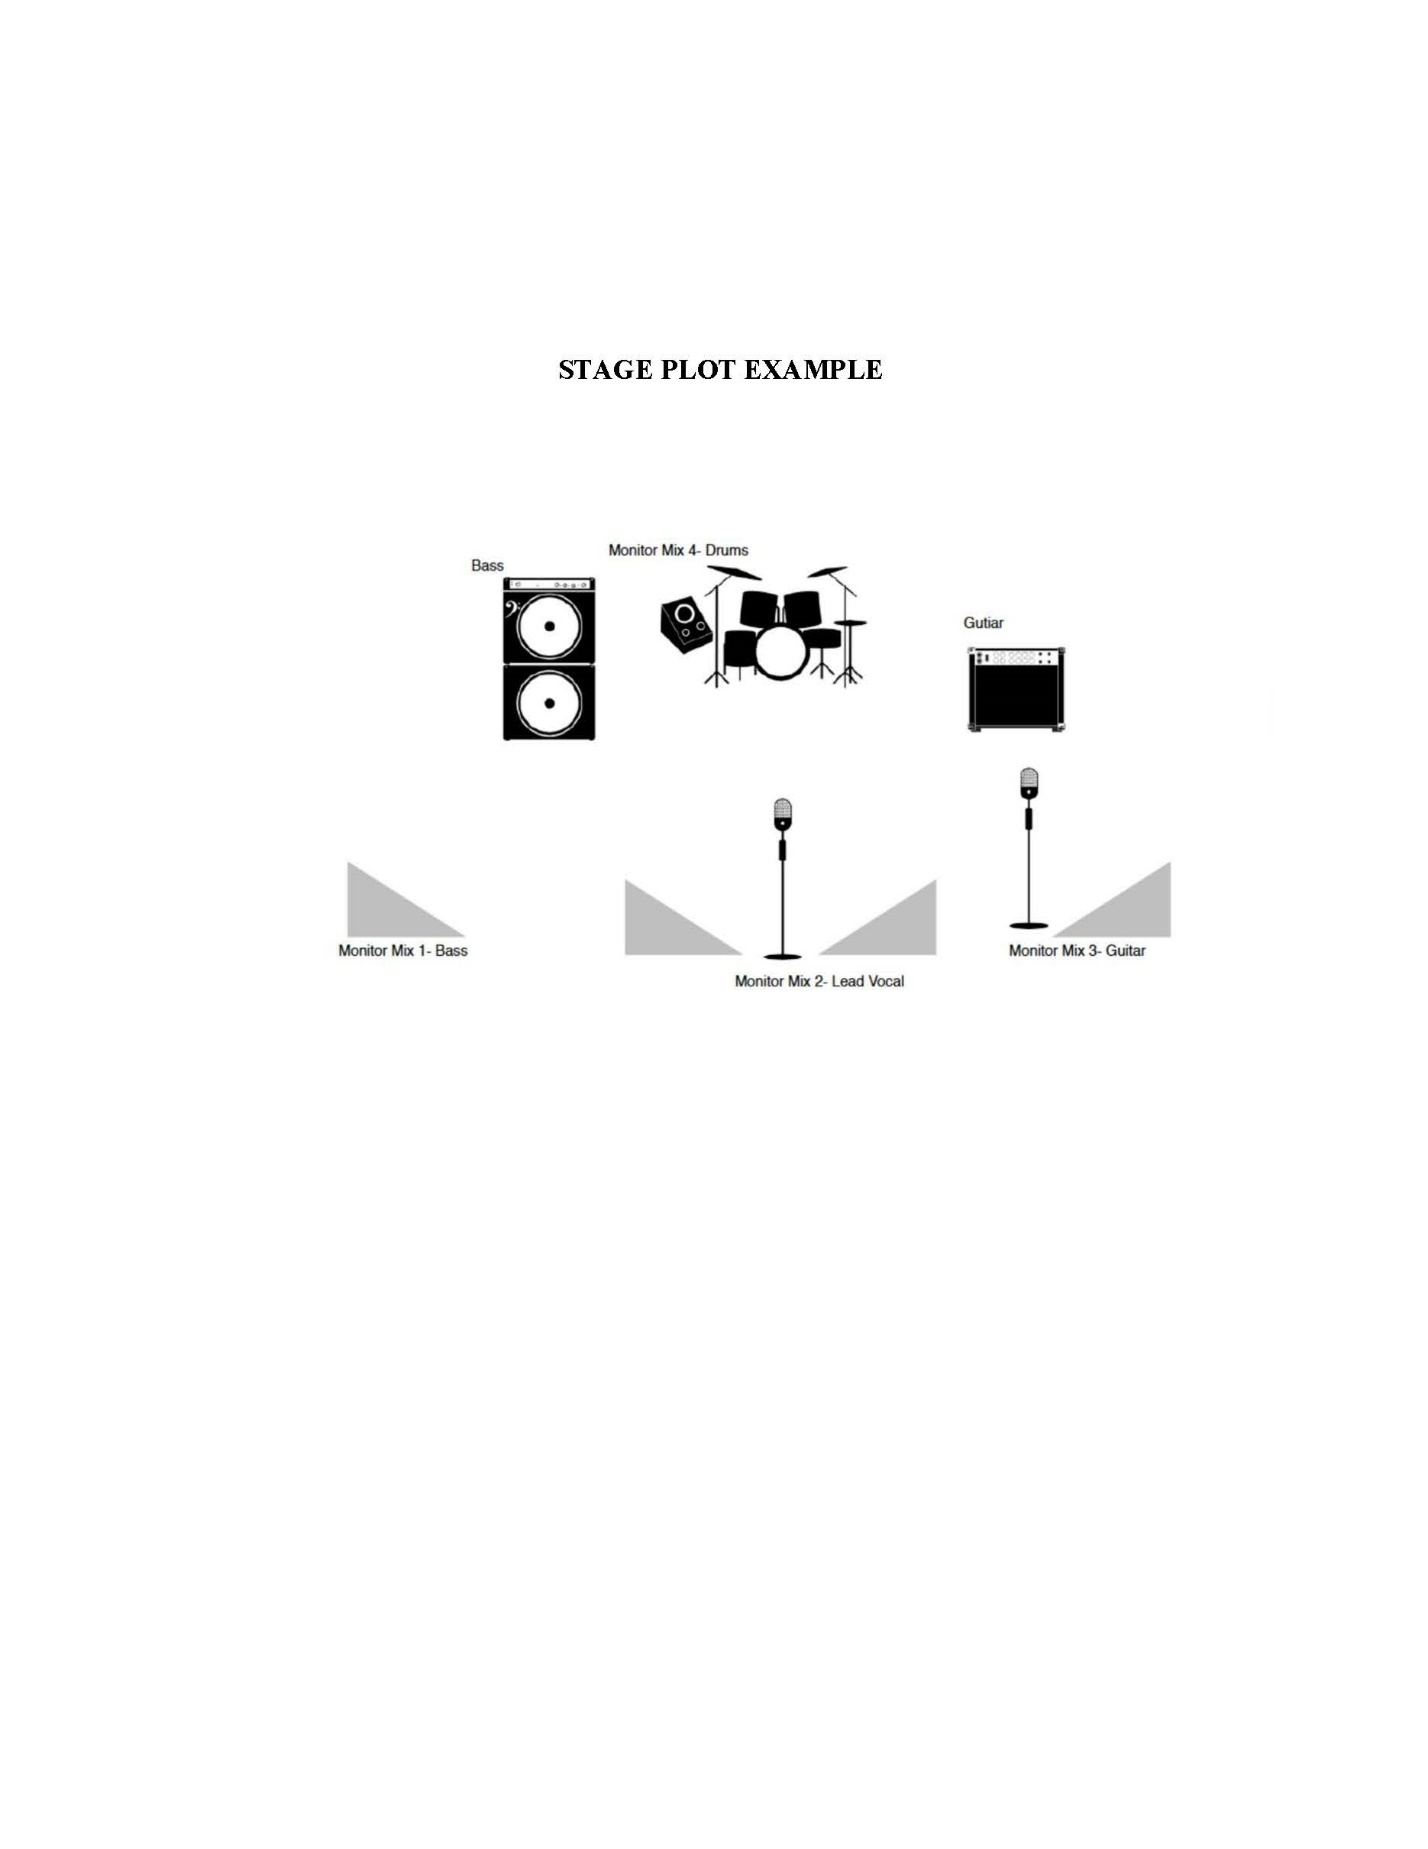 STAGE PLOT EXAMPLE
Monitor Mix 4- Drums
Bass
Gutiar
Monitor Mix 1- Bass
Monitor Mix 3- Guitar
Monitor Mix 2- Lead Vocal